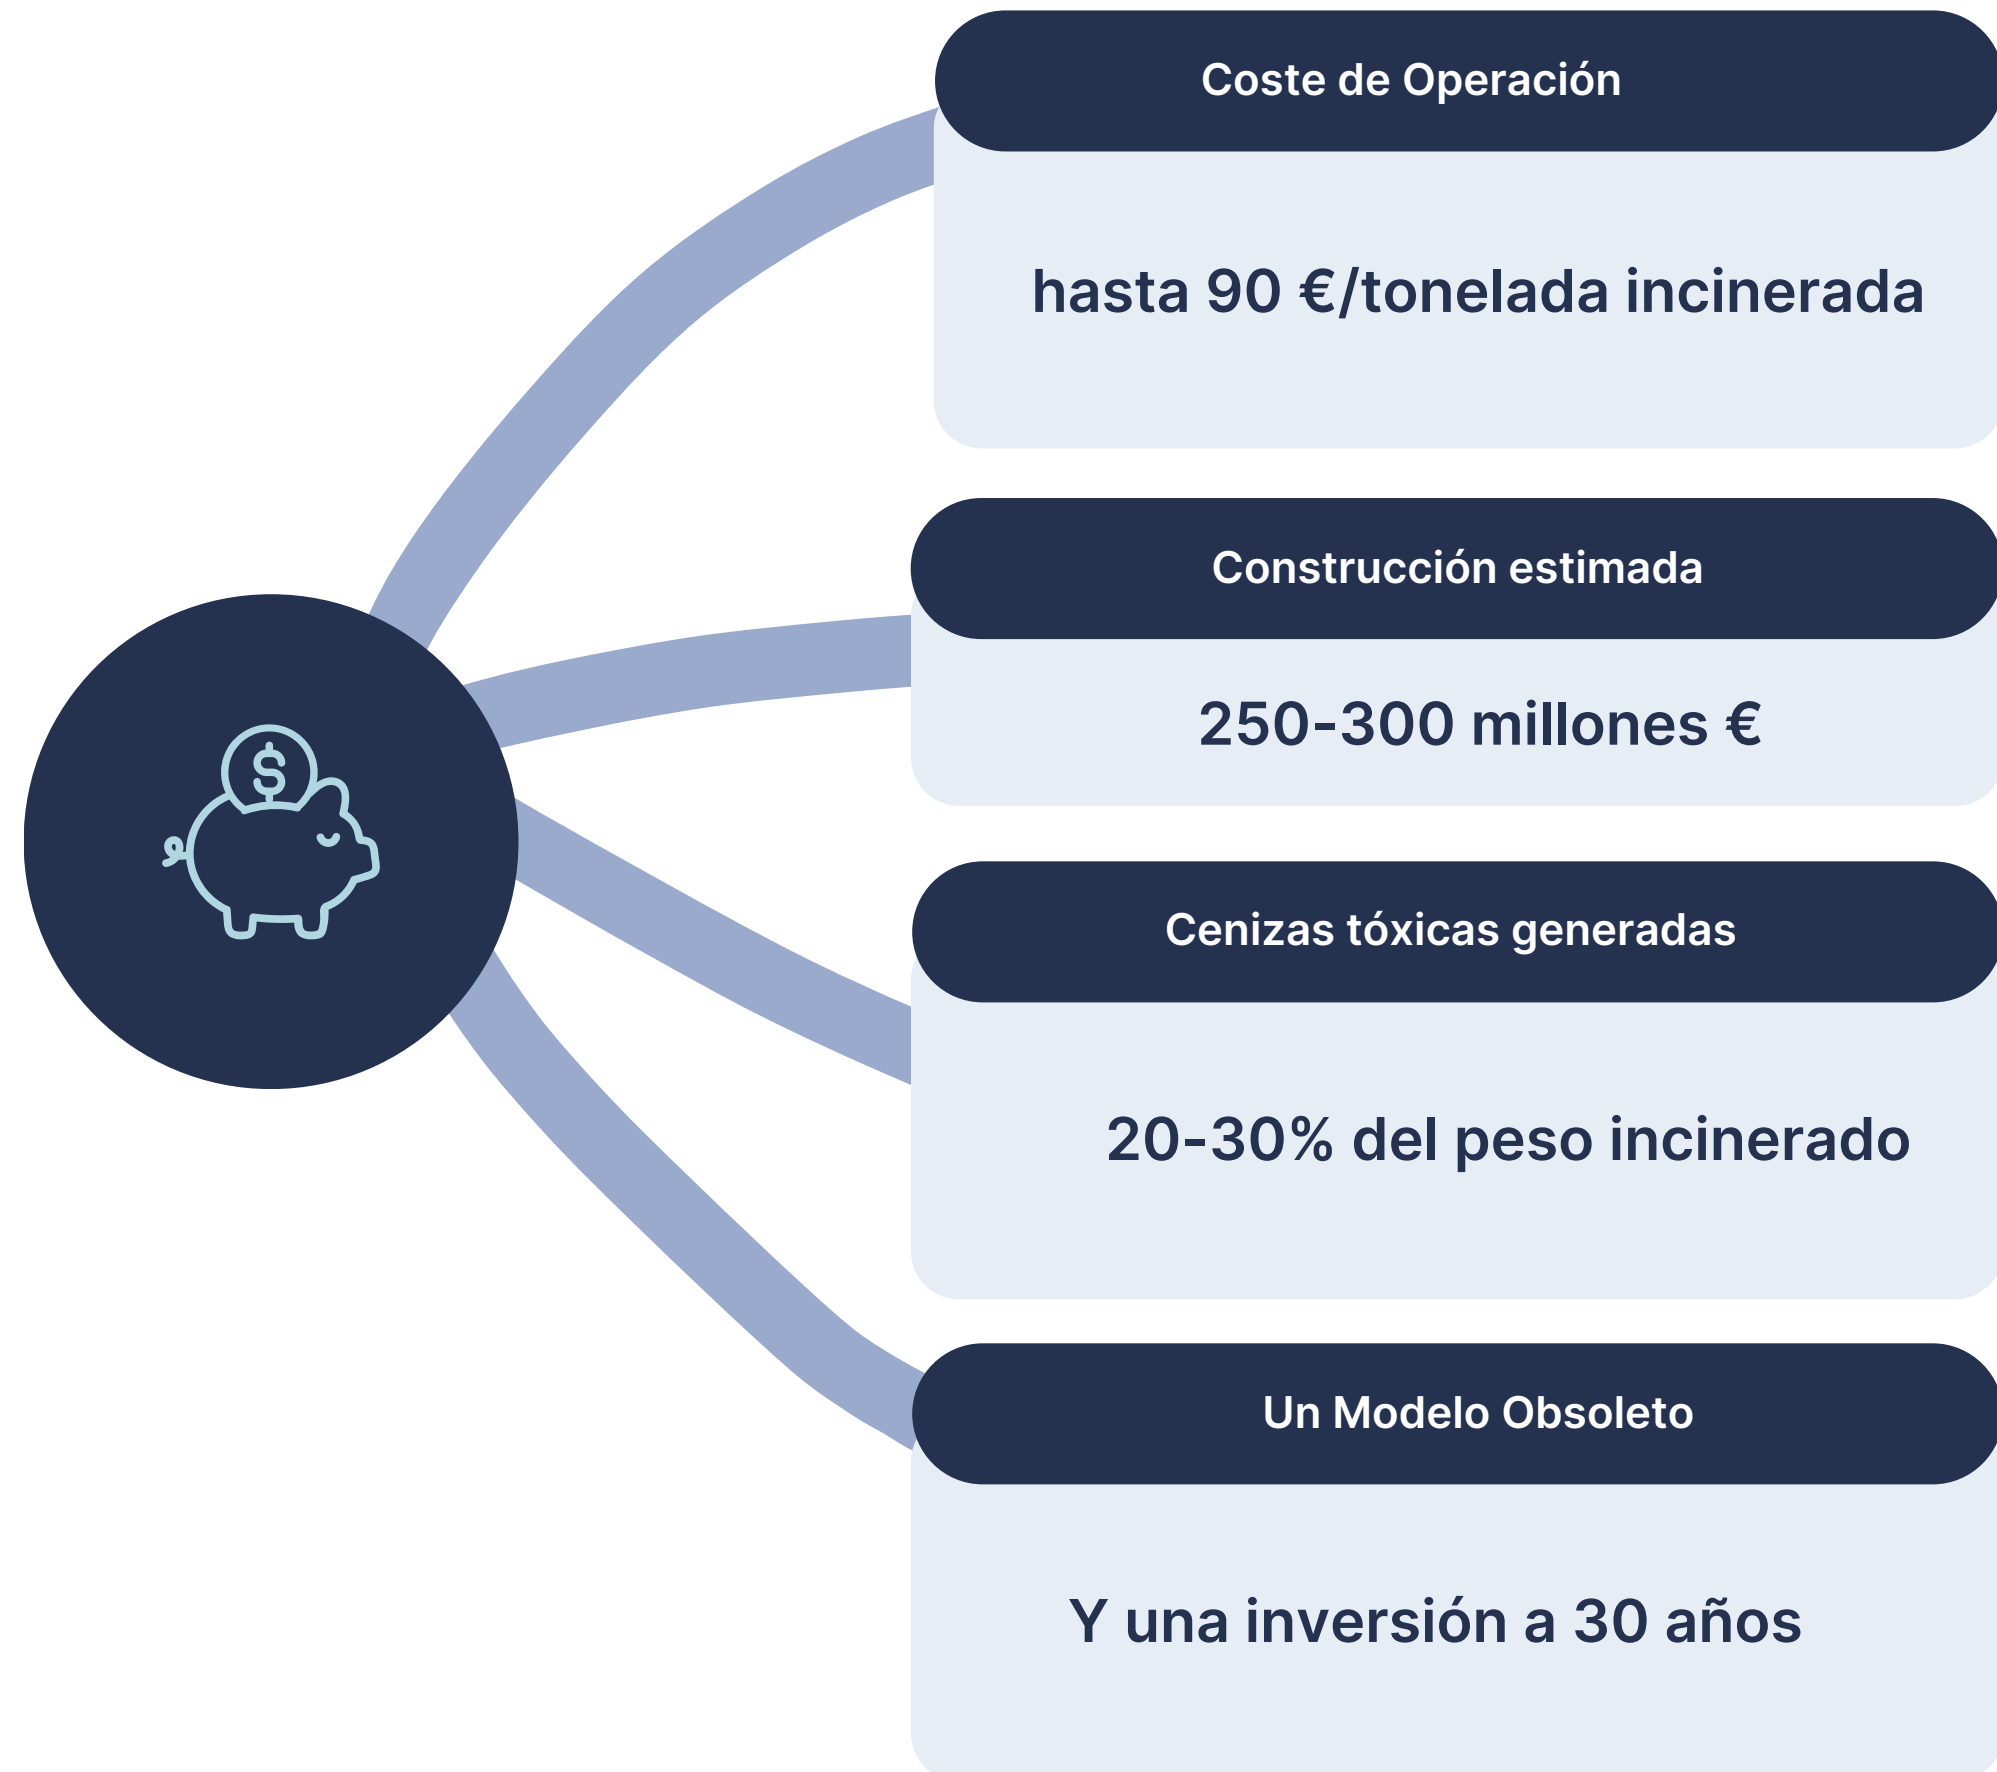 Coste de Operación
hasta 90 €/tonelada incinerada
Construcción estimada
250-300 millones €
Cenizas tóxicas generadas
20-30% del peso incinerado
Un Modelo Obsoleto
Y una inversión a 30 años
$